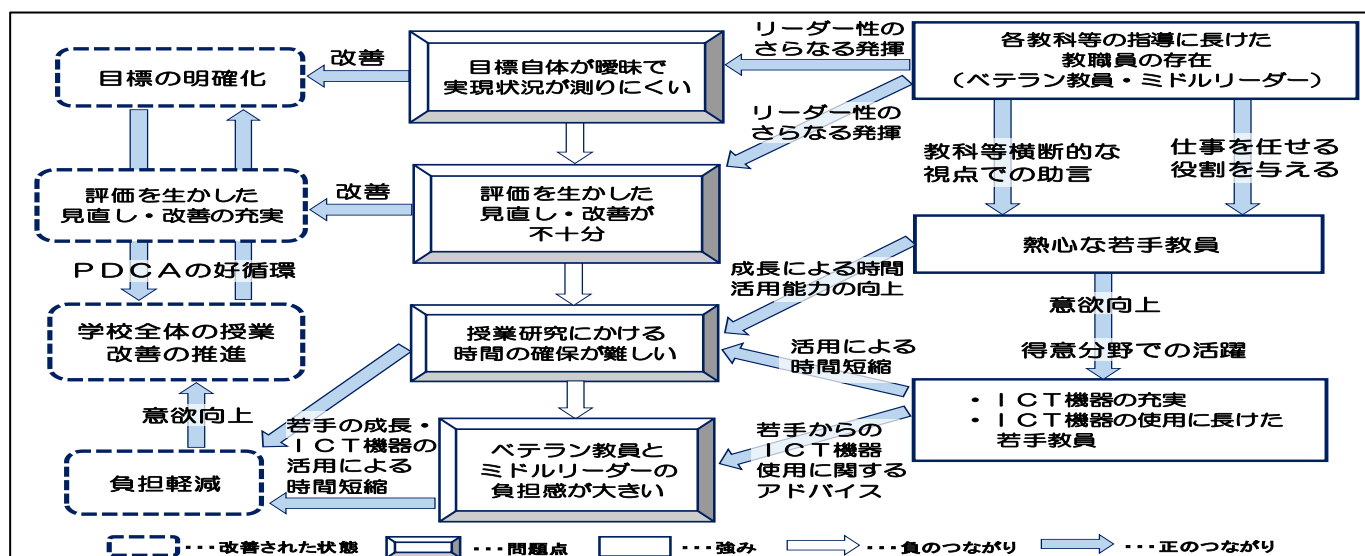 目標の明確化
改善
目標自体が曖昧で
実現状況が測りにくい
リーダー性の
さらなる発揮
各教科等の指導に長けた
教職員の存在
（ベテラン教員・ミドルリーダー）
リーダー性の
さらなる発揮
教科等横断的な
視点での助言
仕事を任せる
役割を与える
評価を生かした
見直し・改善の充実
改善
評価を生かした
見直し・改善が
不十分
熱心な若手教員
PDCAの好循環
成長による時間
活用能力の向上
意欲向上
学校全体の授業
改善の推進
授業研究にかける
時間の確保が難しい
活用による
時間短縮
得意分野での活躍
・ＩＣＴ機器の充実
・ＩＣＴ機器の使用に長けた
若手教員
意欲向上
若手の成長・
ＩＣＴ機器の
活用による
時間短縮
ベテラン教員と
ミドルリーダーの
負担感が大きい
若手からの
ＩＣＴ機器
使用に関する
アドバイス
負担軽減
・・・改善された状態
・・・問題点
・・・強み
・・・負のつながり
・・・正のつながり